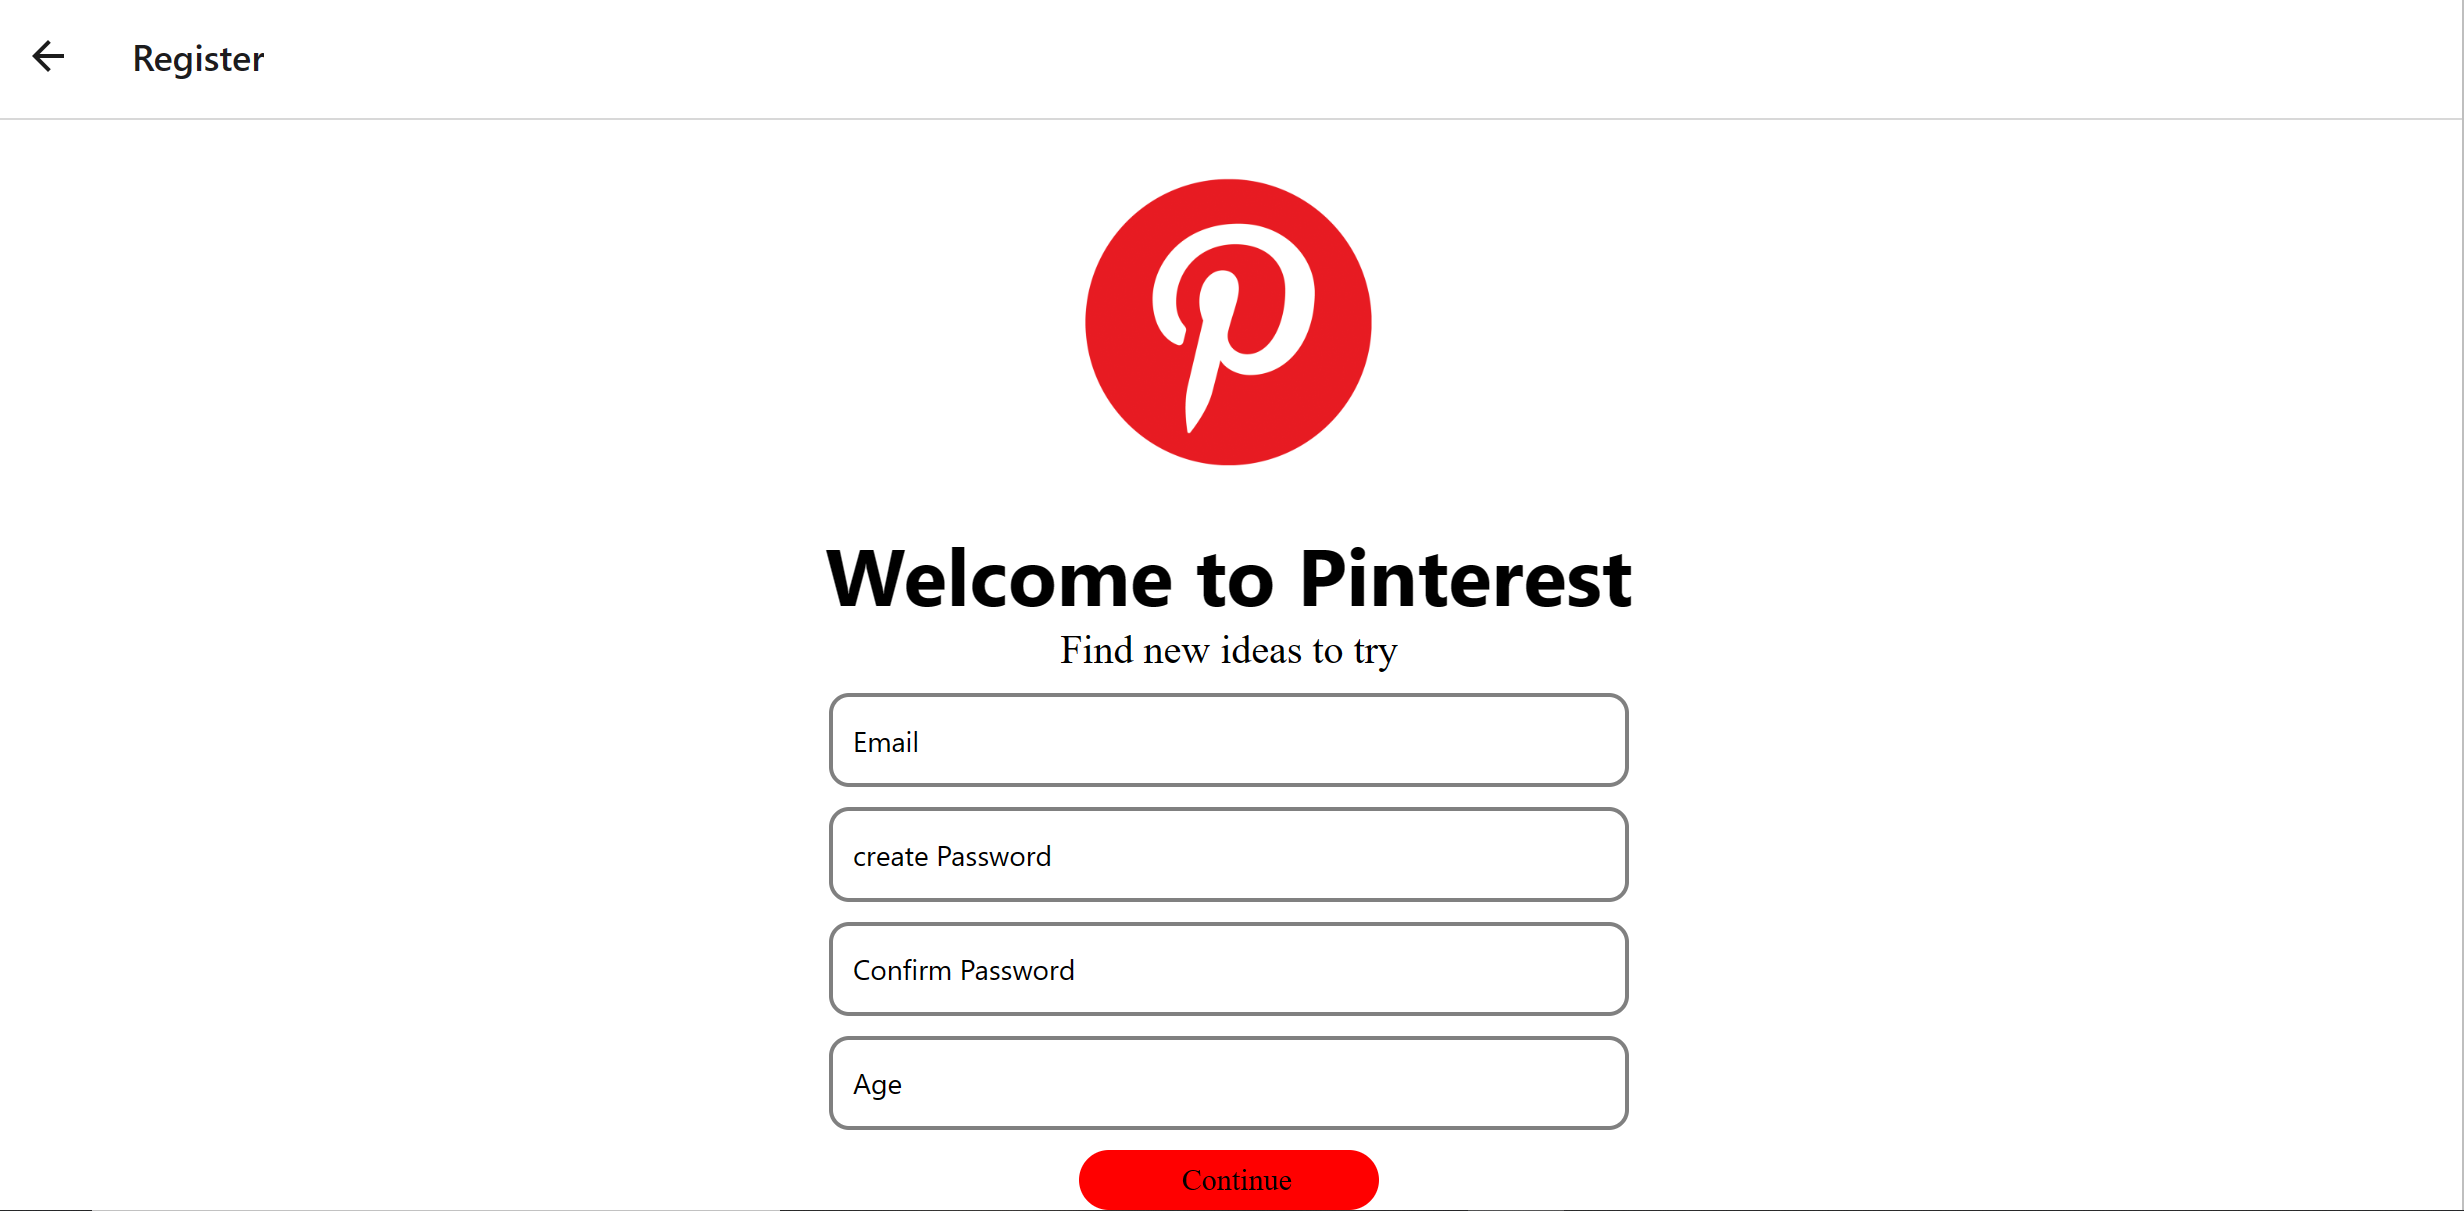 Register
Welcome to Pinterest
Find new ideas to try
Email
create Password
Confirm Password
Age
Continue